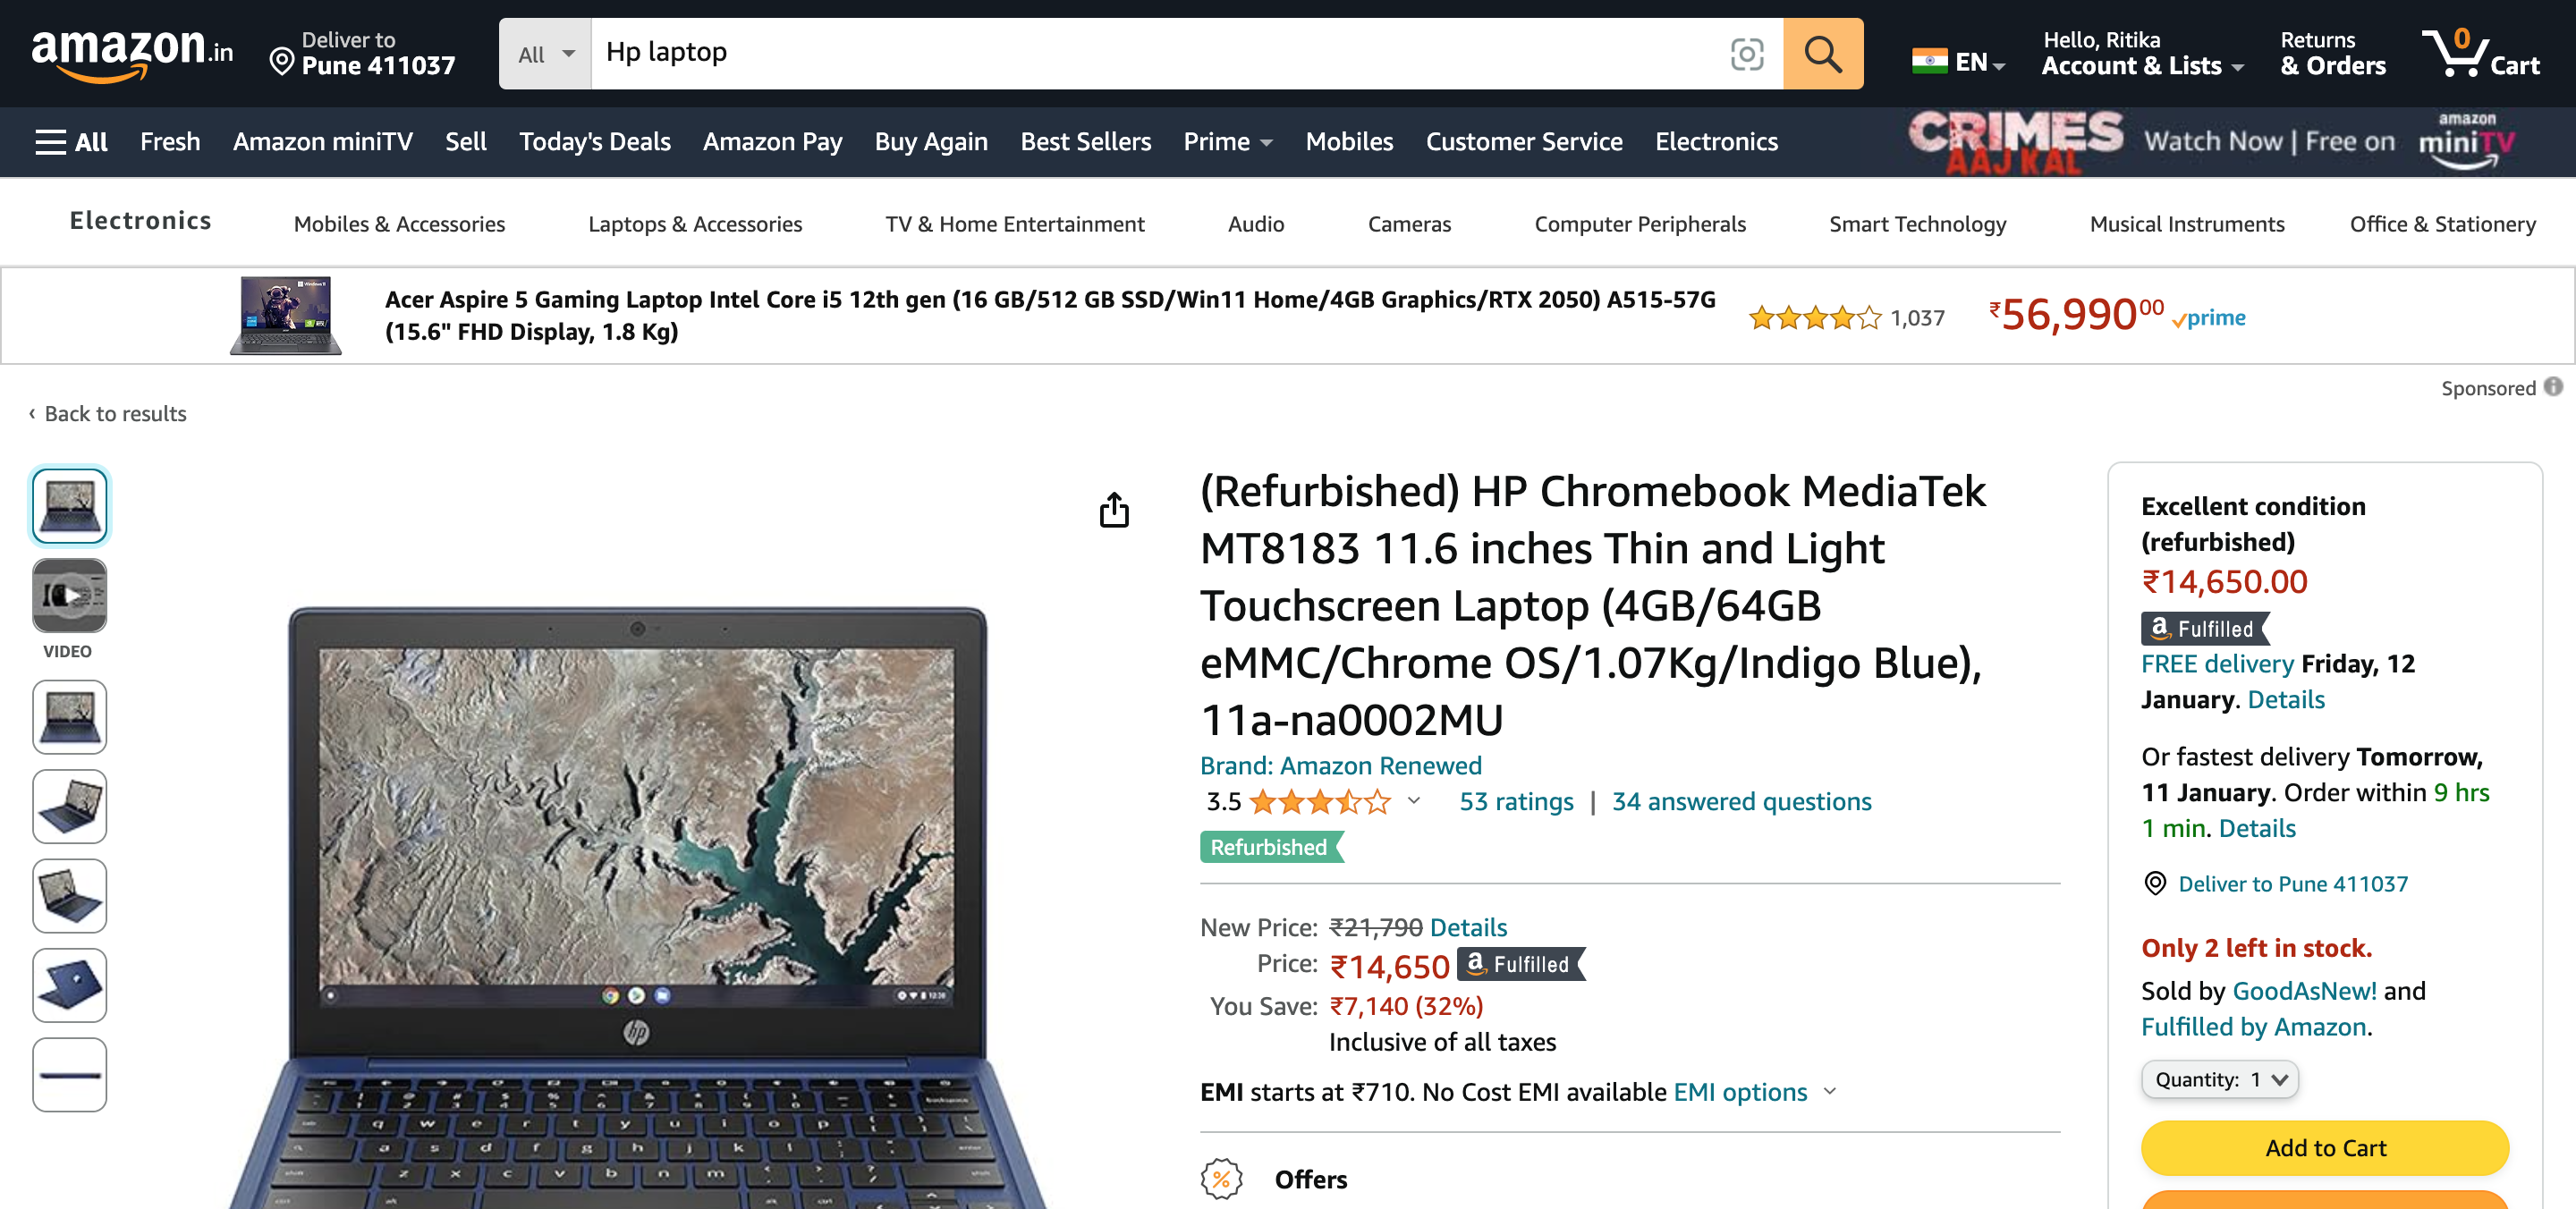 amazon.in
Deliver to
Pune 411037
All
Hp laptop
EN
Hello, Ritika
Account & Lists
Returns
& Orders
0
Cart
All
Fresh
Amazon miniTV
Sell
Today's Deals
Amazon Pay
Buy Again
Best Sellers
Prime
Mobiles
Customer Service
Electronics
CRIMES
AAJ KAL
Watch Now | Free on
amazon
miniTV
Electronics
Mobiles & Accessories
Laptops & Accessories
TV & Home Entertainment
Audio
Cameras
Computer Peripherals
Smart Technology
Musical Instruments
Office & Stationery
Acer Aspire 5 Gaming Laptop Intel Core i5 12th gen (16 GB/512 GB SSD/Win11 Home/4GB Graphics/RTX 2050) A515-57G
(15.6" FHD Display, 1.8 Kg)
1,037
₹56,99000
prime
Sponsored
‹ Back to results
VIDEO
hp
(Refurbished) HP Chromebook MediaTek
MT8183 11.6 inches Thin and Light
Touchscreen Laptop (4GB/64GB
eMMC/Chrome OS/1.07Kg/Indigo Blue),
11a-na0002MU
Brand: Amazon Renewed
3.5
53 ratings | 34 answered questions
Refurbished
New Price: ₹21,790 Details
Price: ₹14,650 a Fulfilled
You Save: ₹7,140 (32%)
Inclusive of all taxes
EMI starts at ₹710. No Cost EMI available EMI options
% Offers
Excellent condition
(refurbished)
₹14,650.00
a Fulfilled
FREE delivery Friday, 12
January. Details
Or fastest delivery Tomorrow,
11 January. Order within 9 hrs
1 min. Details
Deliver to Pune 411037
Only 2 left in stock.
Sold by GoodAsNew! and
Fulfilled by Amazon.
Quantity: 1
Add to Cart